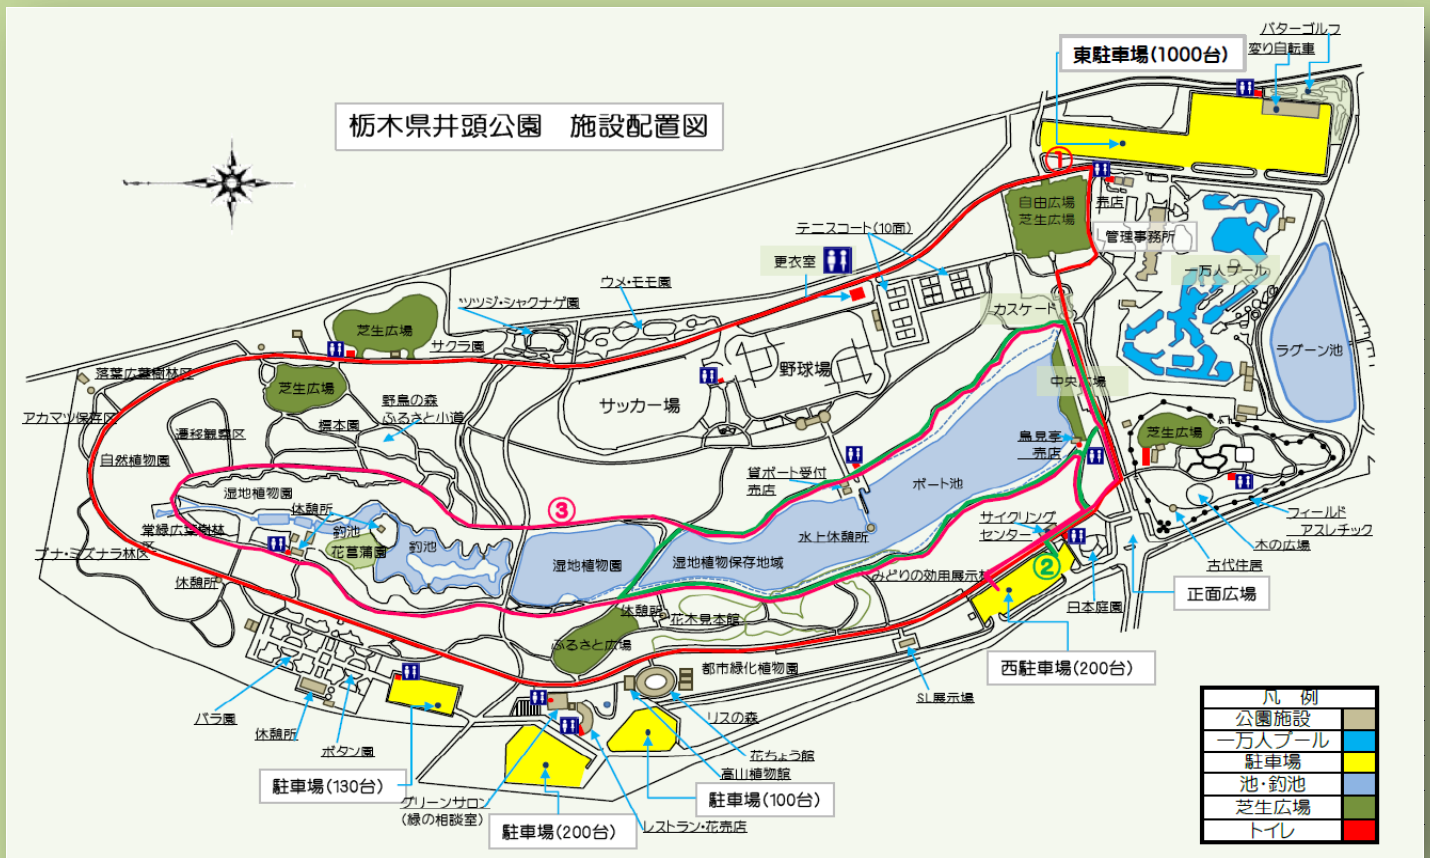 パターゴルフ
変り自転車
東駐車場(1000台)
栃木県井頭公園　施設配置図
①
自由広場
芝生広場
売店
管理事務所
テニスコート(10面)
更衣室
一万人プール
ウメ・モモ園
ツツジ・シャクナゲ園
カスケード
芝生広場
サクラ園
ラグーン池
野球場
中央広場
落葉広葉樹林区
芝生広場
サッカー場
アカマツ保存区
野鳥の森
ふるさと小道
標本園
遷移観察区
鳥見亭
売店
芝生広場
自然植物園
貸ボート受付
売店
ボート池
湿地植物園
休憩所
③
サイクリング
センター
フィールド
アスレチック
常緑広葉樹林
区
釣池
花菖蒲園
釣池
釣池
水上休憩所
木の広場
ブナ・ミズナラ林区
湿地植物園
湿地植物保存地域
古代住居
②
みどりの効用展示林
休憩所
休憩所
花木見本館
日本庭園
正面広場
ふるさと広場
都市緑化植物園
西駐車場(200台)
SL展示場
バラ園
休憩所
ボタン園
リスの森
花ちょう館
高山植物館
駐車場(130台)
グリーンサロン
(緑の相談室)
駐車場(100台)
駐車場(200台)
レストラン・花売店
凡　例
公園施設
一万人プール
駐車場
池・釣池
芝生広場
トイレ